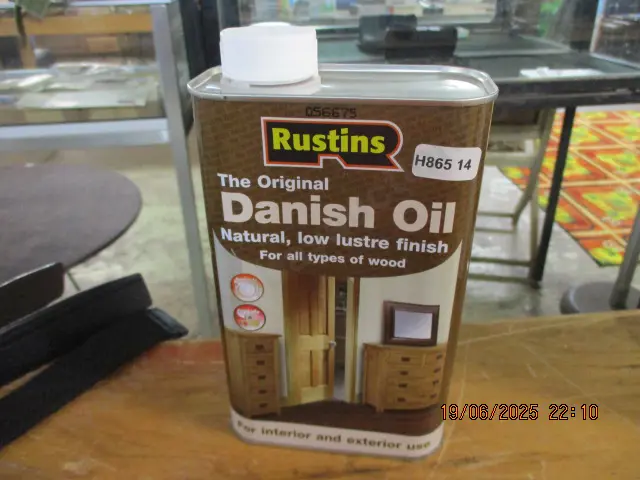 056675
Rustins
H865 14
The Original
Danish Oil
Natural, low lustre finish
For all types of wood
For interior and exterior use
19/06/2025 22:10